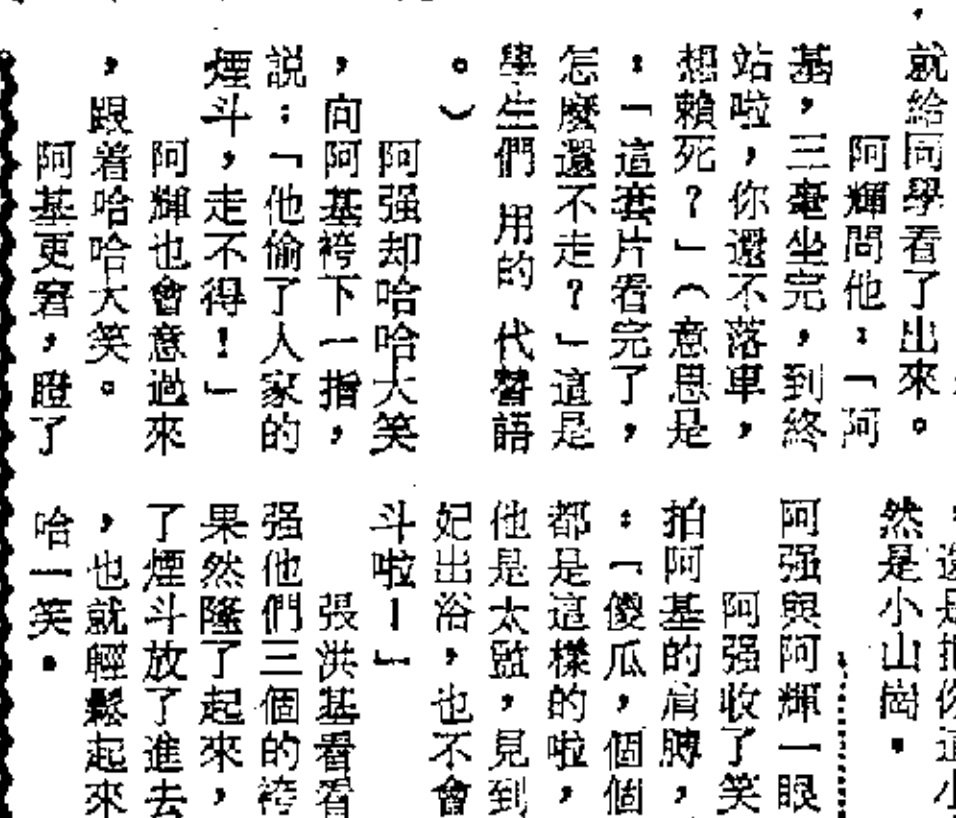 ，就給同學看了出來。
阿輝問他：「阿
基，三毫坐完，到終
站啦，你還不落車，
想賴死？」（意思是
：「這套片看完了，
怎麼還不走？」這是
學生們用的代替語
。）
阿强却哈哈大笑
，向阿基袴下一指，
説：「他偷了人家的
煙斗，走不得！」
阿輝也會意過來
，跟着哈哈大笑。
阿基更窘，瞪了
然是小山崗。
阿强與阿輝一眼
阿强收了笑
拍阿基的肩膊，
：「傻瓜，個個
都是這樣的啦，
他是太監，見到
妃出浴，也不會
斗啦！」
張洪基看看
强他們三個的袴
果然隆了起來，
了煙斗放了進去
，也就輕鬆起來
哈一笑。